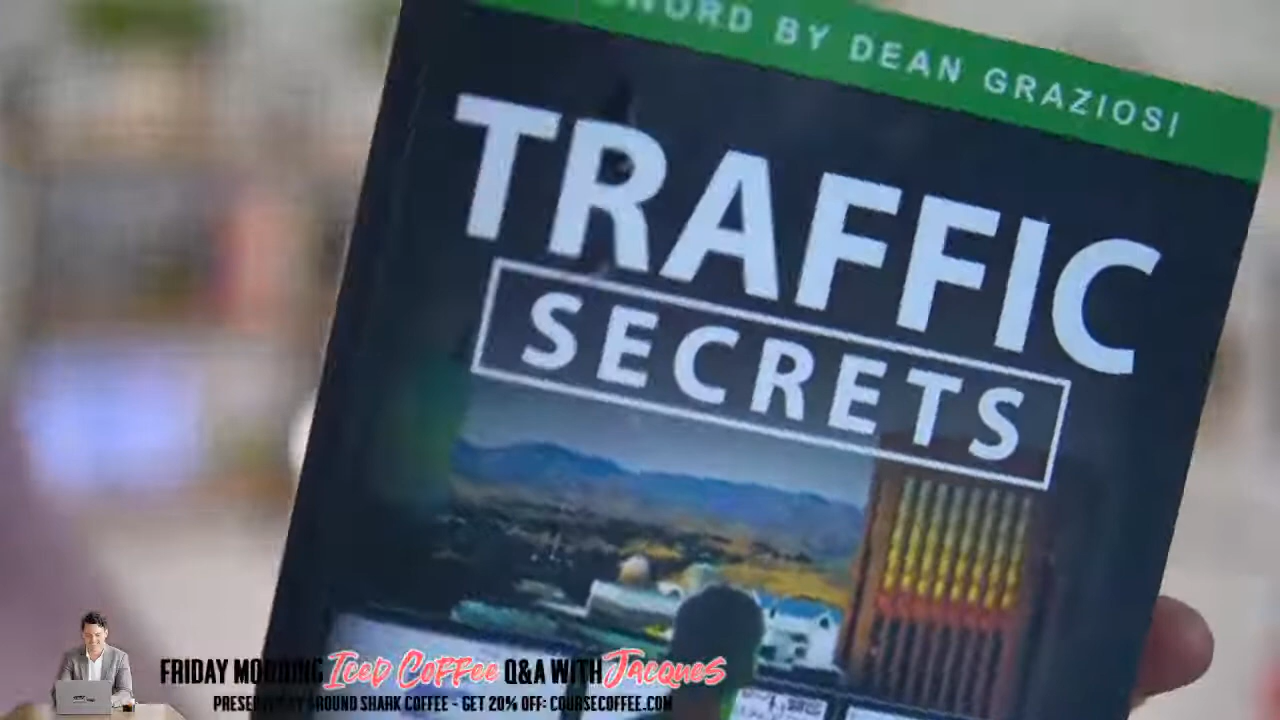 BY DEAN GRAZIOSI
TRAFFIC
SECRETS
FRIDAY MORNING Iced Coffee Q&A WITH Jacques
PRESENTED BY GROUND SHARK COFFEE - GET 20% OFF: COURSECOFFEE.COM